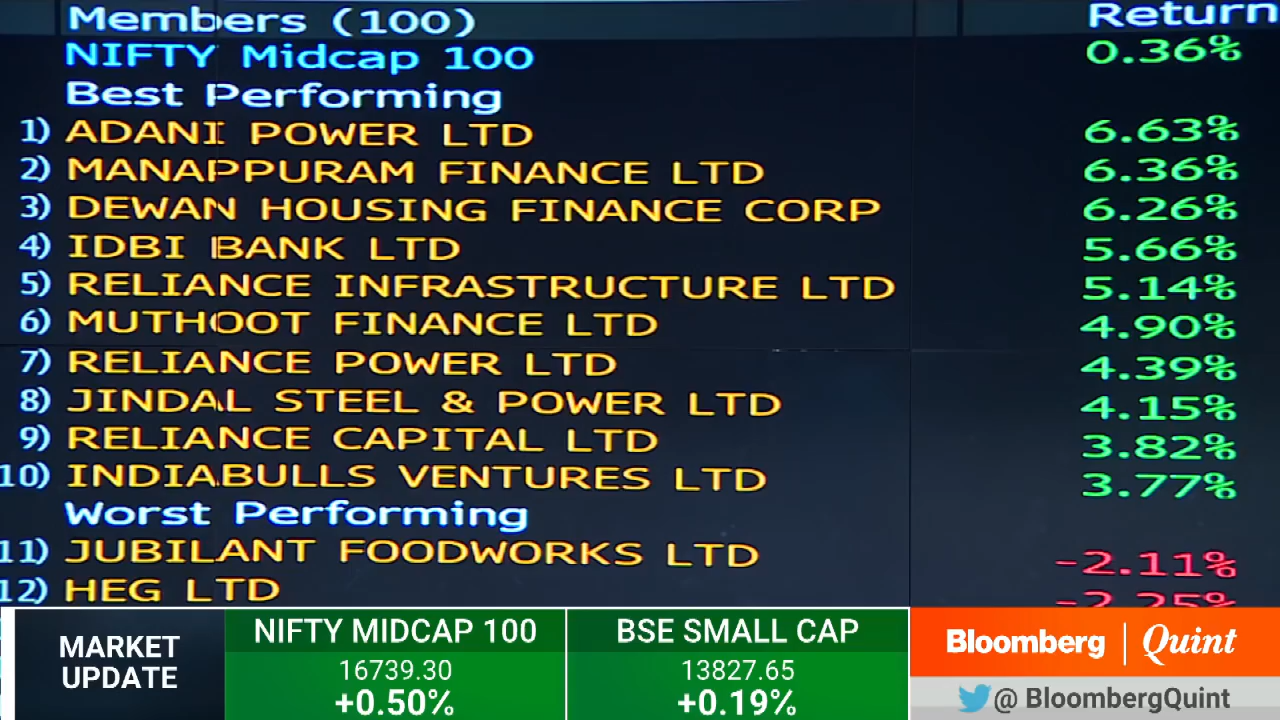 Members (100) Return
NIFTY Midcap 100 0.36%
Best Performing
1) ADANI POWER LTD 6.63%
2) MANAPPURAM FINANCE LTD 6.36%
3) DEWAN HOUSING FINANCE CORP 6.26%
4) IDBI BANK LTD 5.66%
5) RELIANCE INFRASTRUCTURE LTD 5.14%
6) MUTHOOT FINANCE LTD 4.90%
7) RELIANCE POWER LTD 4.39%
8) JINDAL STEEL & POWER LTD 4.15%
9) RELIANCE CAPITAL LTD 3.82%
10) INDIABULLS VENTURES LTD 3.77%
Worst Performing
11) JUBILANT FOODWORKS LTD -2.11%
12) HEG LTD -2.25%
MARKET
UPDATE
NIFTY MIDCAP 100
16739.30
+0.50%
BSE SMALL CAP
13827.65
+0.19%
Bloomberg | Quint
@ BloombergQuint